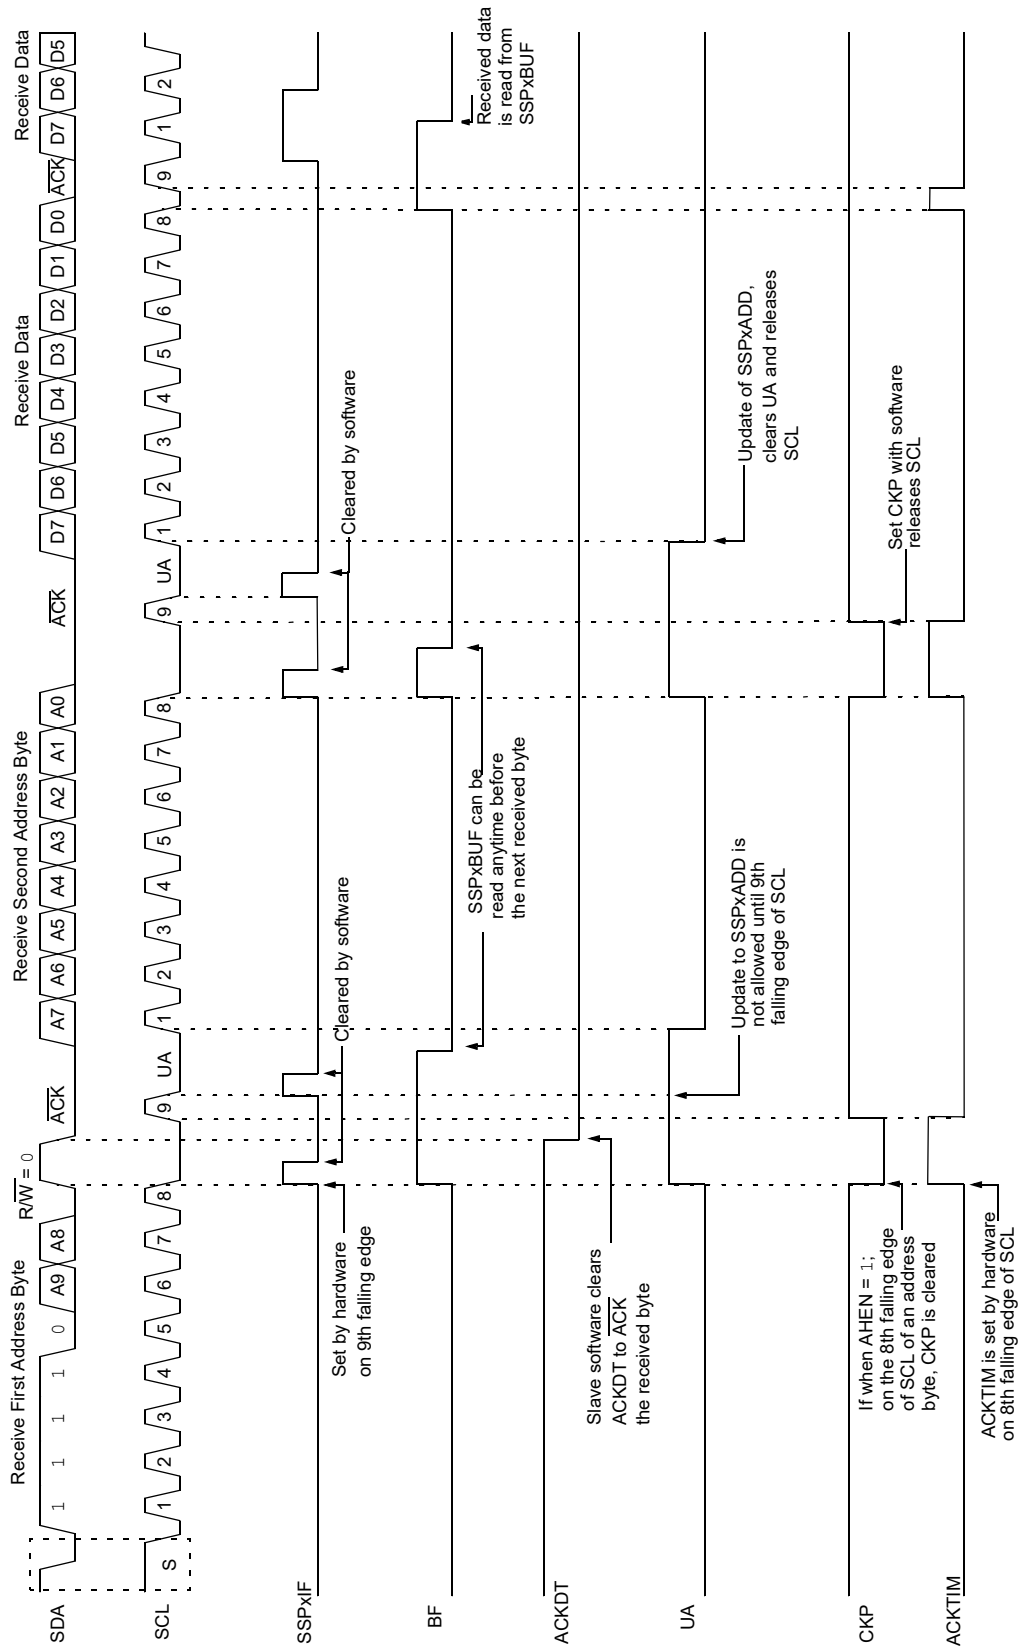 Receive First Address Byte
Receive Second Address Byte
Receive Data
Receive Data
R/W = 0
ACK
ACK
ACK
SDA
1 1 1 1 0 A9 A8
A7 A6 A5 A4 A3 A2 A1 A0
D7 D6 D5 D4 D3 D2 D1 D0
D7 D6 D5
SCL
S
1 2 3 4 5 6 7 8 9 UA
1 2 3 4 5 6 7 8 9 UA
1 2 3 4 5 6 7 8 9
1 2
SSPxIF
Set by hardware
on 9th falling edge
Cleared by software
Cleared by software
BF
SSPxBUF can be
read anytime before
the next received byte
Received data
is read from
SSPxBUF
ACKDT
Slave software clears
ACKDT to ACK
the received byte
UA
Update to SSPxADD is
not allowed until 9th
falling edge of SCL
Update of SSPxADD,
clears UA and releases
SCL
CKP
If when AHEN = 1;
on the 8th falling edge
of SCL of an address
byte, CKP is cleared
Set CKP with software
releases SCL
ACKTIM
ACKTIM is set by hardware
on 8th falling edge of SCL